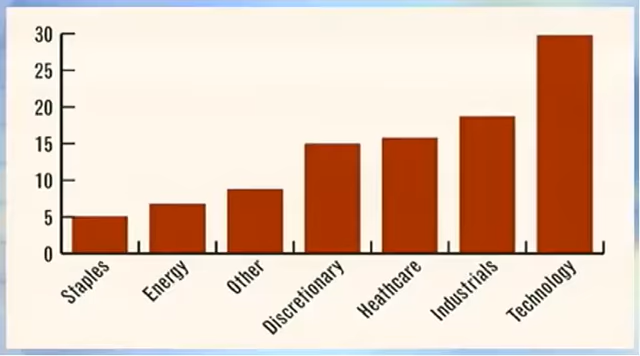 30
25
20
15
10
5
0
Staples
Energy
Other
Discretionary
Heathcare
Industrials
Technology